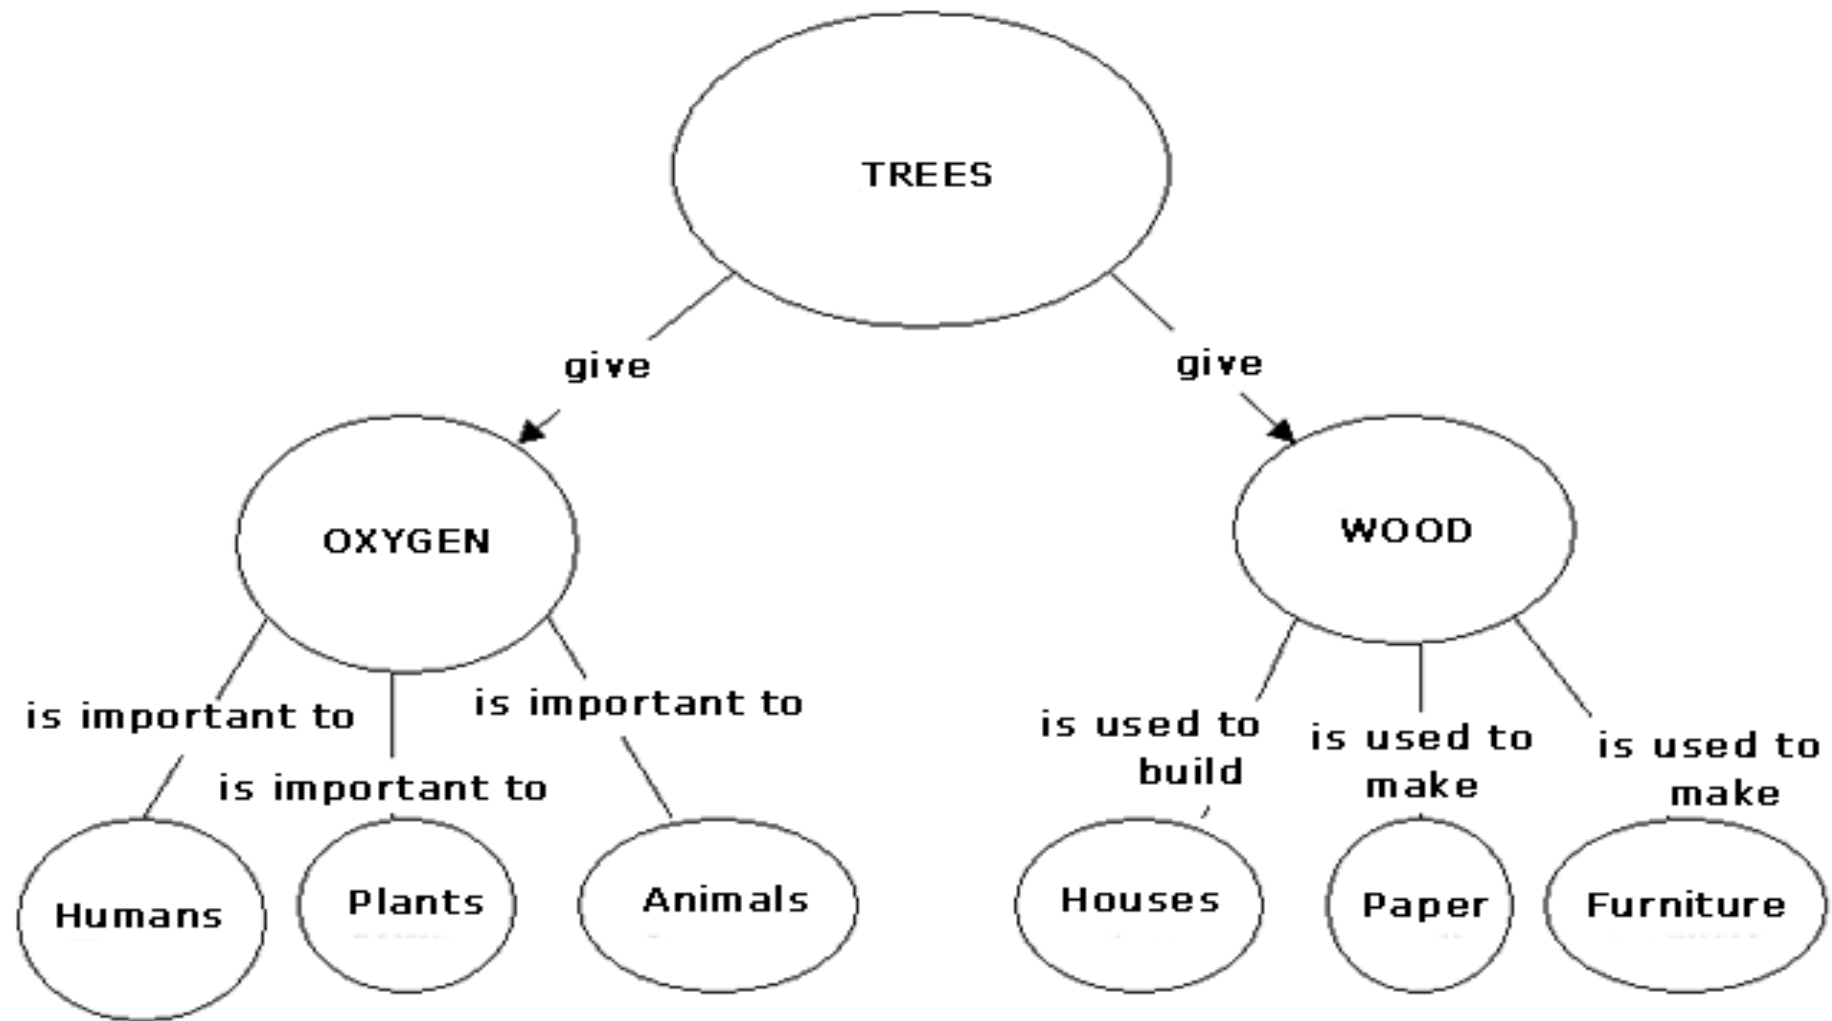 TREES
give
give
OXYGEN
WOOD
is important to
is important to
is important to
is used to
build
is used to
make
is used to
make
Humans
Plants
Animals
Houses
Paper
Furniture